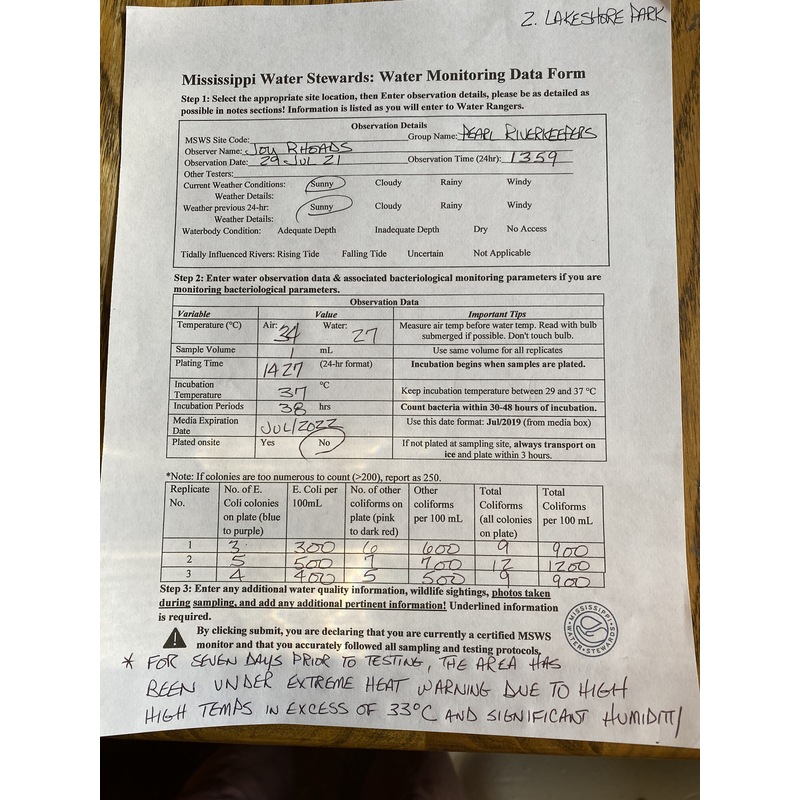 2. LAKESHORE PARK
Mississippi Water Stewards: Water Monitoring Data Form
Step 1: Select the appropriate site location, then Enter observation details, please be as detailed as
possible in notes sections! Information is listed as you will enter to Water Rangers.
Observation Details
MSWS Site Code: Group Name: PEARL RIVERKEEPERS
Observer Name: JON RHOADS
Observation Date: 29 JUL 21 Observation Time (24hr): 1359
Other Testers:
Current Weather Conditions: Sunny Cloudy Rainy Windy
Weather Details:
Weather previous 24-hr: Sunny Cloudy Rainy Windy
Weather Details:
Waterbody Condition: Adequate Depth Inadequate Depth Dry No Access
Tidally Influenced Rivers: Rising Tide Falling Tide Uncertain Not Applicable
Step 2: Enter water observation data & associated bacteriological monitoring parameters if you are
monitoring bacteriological parameters.
Observation Data
Variable Value Important Tips
Temperature (°C) Air: 34 Water: 27 Measure air temp before water temp. Read with bulb
submerged if possible. Don't touch bulb.
Sample Volume 1 mL Use same volume for all replicates
Plating Time 1427 (24-hr format) Incubation begins when samples are plated.
Incubation
Temperature 37 °C Keep incubation temperature between 29 and 37 °C
Incubation Periods 38 hrs Count bacteria within 30-48 hours of incubation.
Media Expiration
Date JUL/2022 Use this date format: Jul/2019 (from media box)
Plated onsite Yes No If not plated at sampling site, always transport on
ice and plate within 3 hours.
*Note: If colonies are too numerous to count (>200), report as 250.
Replicate No. of E. E. Coli per No. of other Other Total Total
No. Coli colonies 100mL coliforms on coliforms Coliforms Coliforms
on plate (blue plate (pink per 100 mL (all colonies per 100 mL
to purple) to dark red) on plate)
1 3 300 6 600 9 900
2 5 500 7 700 12 1200
3 4 400 5 500 9 900
Step 3: Enter any additional water quality information, wildlife sightings, photos taken
during sampling, and add any additional pertinent information! Underlined information
is required.
By clicking submit, you are declaring that you are currently a certified MSWS
monitor and that you accurately followed all sampling and testing protocols.
MISSISSIPPI WATER STEWARDS
* FOR SEVEN DAYS PRIOR TO TESTING, THE AREA HAS
BEEN UNDER EXTREME HEAT WARNING DUE TO HIGH
HIGH TEMPS IN EXCESS OF 33°C AND SIGNIFICANT HUMIDITY